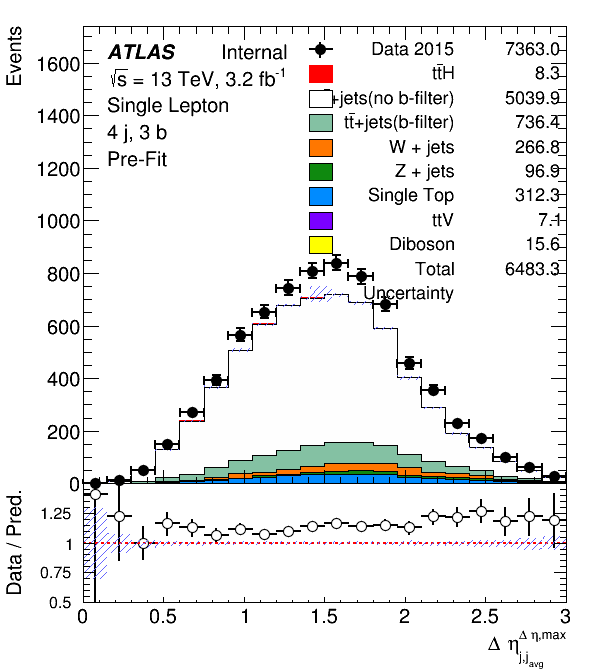 Events
ATLAS Internal
√s = 13 TeV, 3.2 fb⁻¹
Single Lepton
4 j, 3 b
Pre-Fit
Data 2015 7363.0
tt̄H 8.3
+jets(no b-filter) 5039.9
tt̄+jets(b-filter) 736.4
W + jets 266.8
Z + jets 96.9
Single Top 312.3
ttV 7.1
Diboson 15.6
Total 6483.3
Uncertainty
1600
1400
1200
1000
800
600
400
200
0
Data / Pred.
1.25
1
0.75
0.5
0 0.5 1 1.5 2 2.5 3
Δ η j,j avg Δ η,max